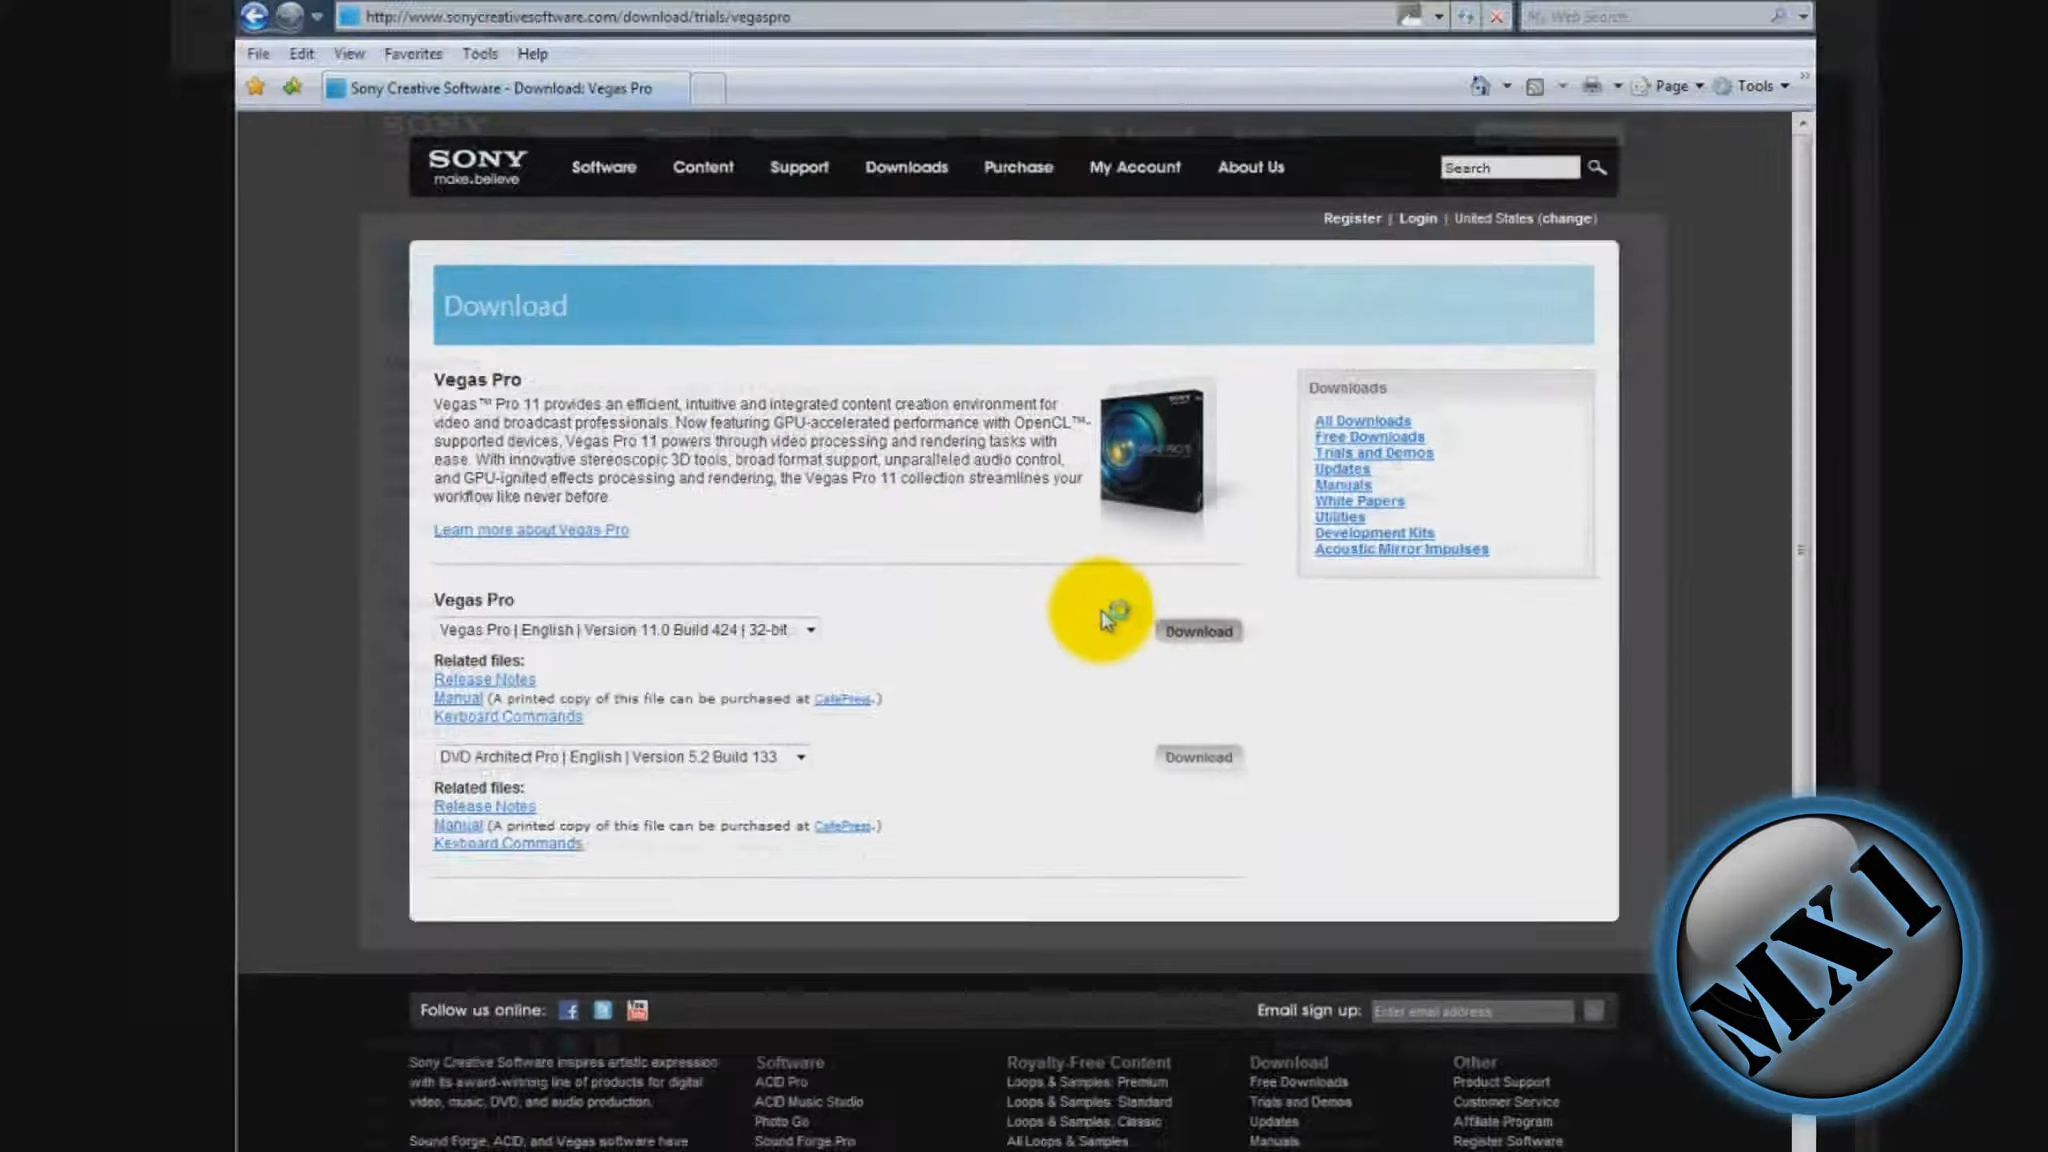 http://www.sonycreativesoftware.com/download/trials/vegaspro
My Web Search
File Edit View Favorites Tools Help
Sony Creative Software - Download: Vegas Pro
Page Tools
SONY
make.believe
Software Content Support Downloads Purchase My Account About Us
Search
Register | Login | United States (change)
Download
Vegas Pro
Vegas™ Pro 11 provides an efficient, intuitive and integrated content creation environment for
video and broadcast professionals. Now featuring GPU-accelerated performance with OpenCL™-
supported devices, Vegas Pro 11 powers through video processing and rendering tasks with
ease. With innovative stereoscopic 3D tools, broad format support, unparalleled audio control,
and GPU-ignited effects processing and rendering, the Vegas Pro 11 collection streamlines your
workflow like never before.
Learn more about Vegas Pro
Downloads
All Downloads
Free Downloads
Trials and Demos
Updates
Manuals
White Papers
Utilities
Development Kits
Acoustic Mirror Impulses
Vegas Pro
Vegas Pro | English | Version 11.0 Build 424 | 32-bit
Download
Related files:
Release Notes
Manual (A printed copy of this file can be purchased at CafePress.)
Keyboard Commands
DVD Architect Pro | English | Version 5.2 Build 133
Download
Related files:
Release Notes
Manual (A printed copy of this file can be purchased at CafePress.)
Keyboard Commands
Follow us online:
Email sign up: Enter email address
Sony Creative Software inspires artistic expression
with its award-winning line of products for digital
video, music, DVD, and audio production.
Sound Forge, ACID, and Vegas software have
Software
ACID Pro
ACID Music Studio
Photo Go
Sound Forge Pro
Royalty-Free Content
Loops & Samples: Premium
Loops & Samples: Standard
Loops & Samples: Classic
All Loops & Samples
Download
Free Downloads
Trials and Demos
Updates
Manuals
Other
Product Support
Customer Service
Affiliate Program
Register Software
MX1